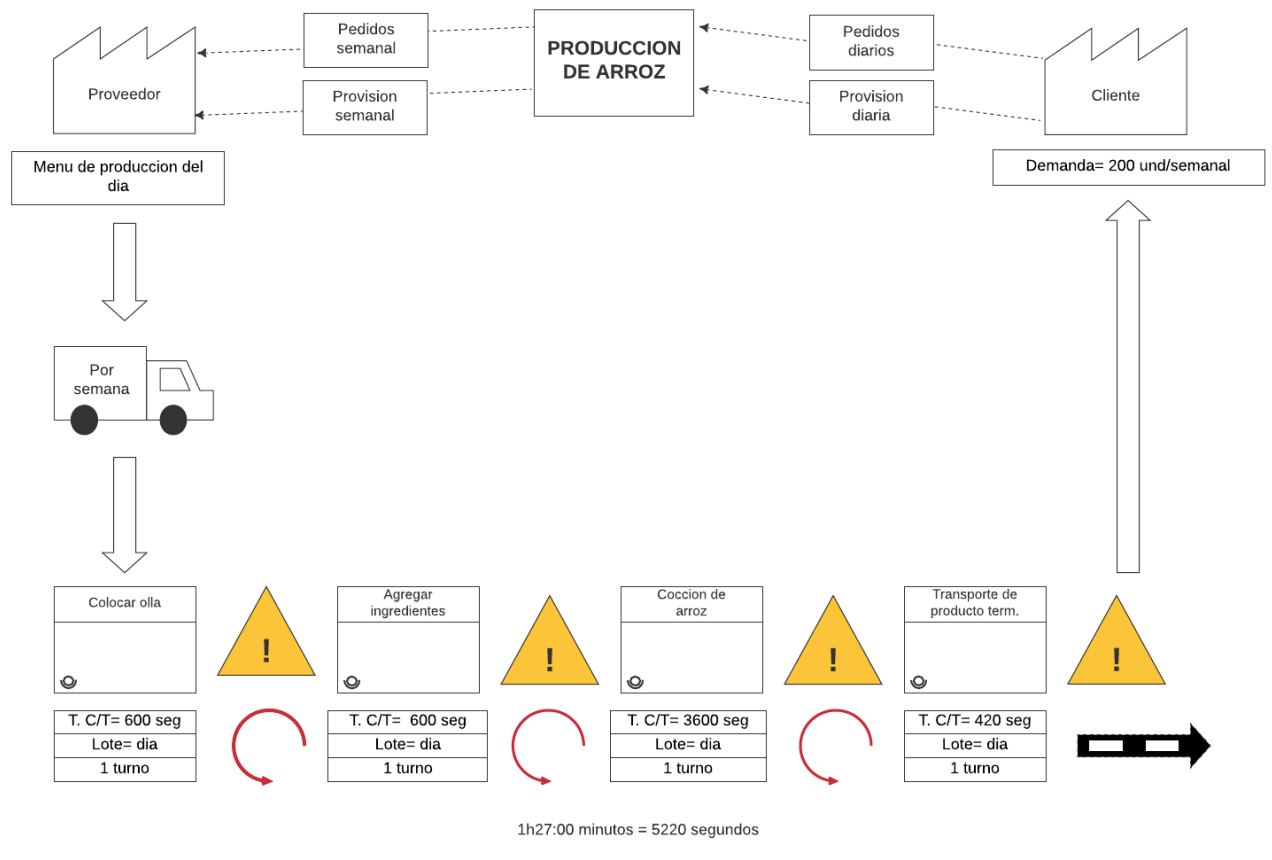 Pedidos
semanal
PRODUCCION
DE ARROZ
Pedidos
diarios
Proveedor
Provision
semanal
Provision
diaria
Cliente
Menu de produccion del
dia
Demanda= 200 und/semanal
Por
semana
Colocar olla
!
Agregar
ingredientes
!
Coccion de
arroz
!
Transporte de
producto term.
!
T. C/T= 600 seg
Lote= dia
1 turno
T. C/T=  600 seg
Lote= dia
1 turno
T. C/T= 3600 seg
Lote= dia
1 turno
T. C/T= 420 seg
Lote= dia
1 turno
1h27:00 minutos = 5220 segundos